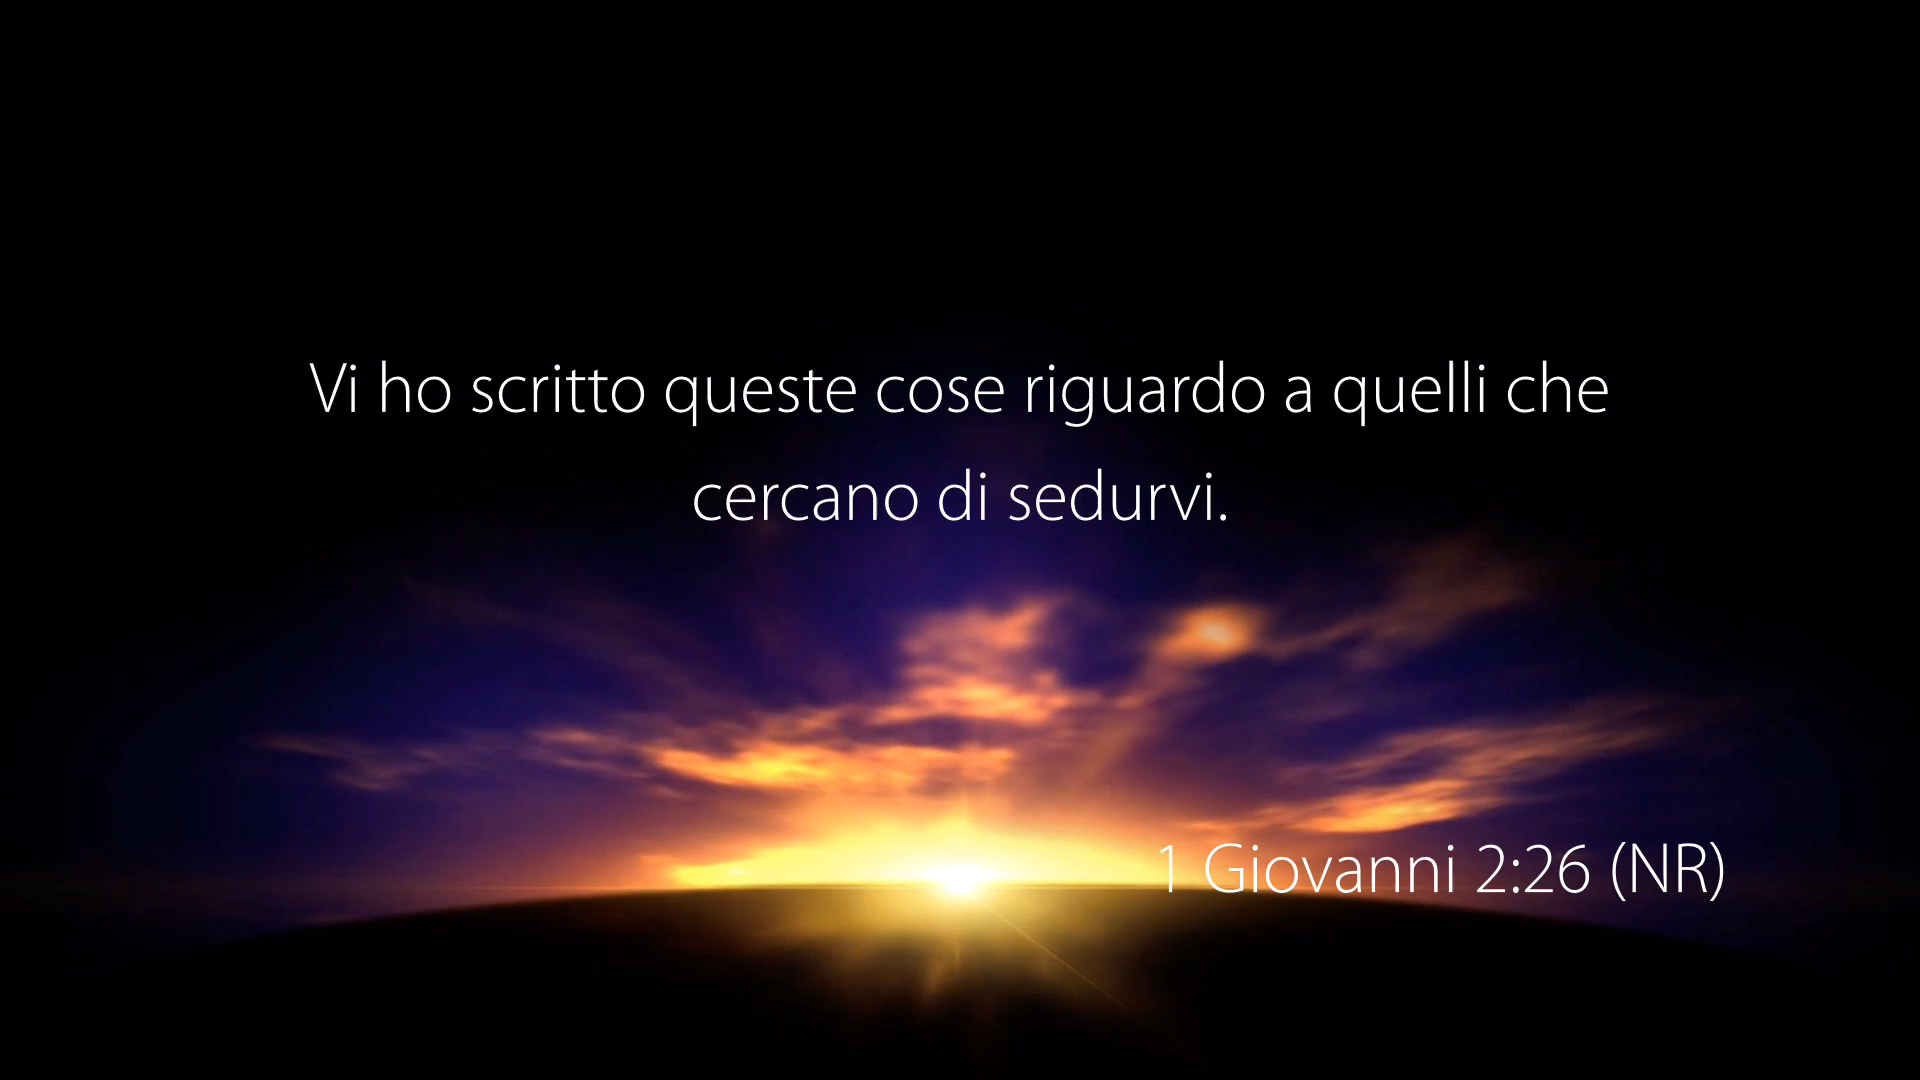 Vi ho scritto queste cose riguardo a quelli che
cercano di sedurvi.
1 Giovanni 2:26 (NR)